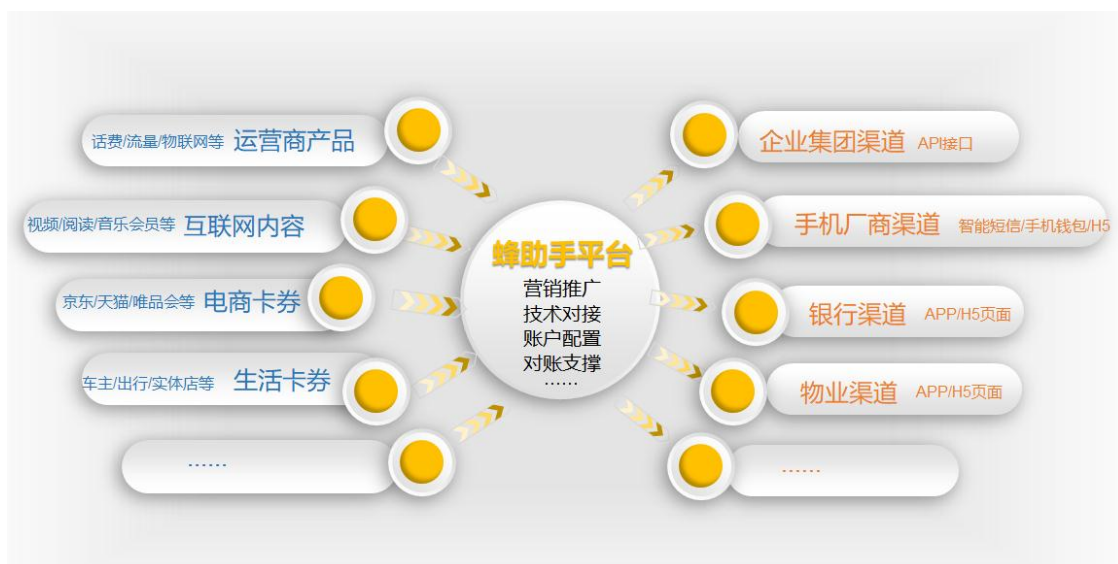 话费/流量/物联网等 运营商产品
视频/阅读/音乐会员等 互联网内容
京东/天猫/唯品会等 电商卡券
车主/出行/实体店等 生活卡券
……
蜂助手平台
营销推广
技术对接
账户配置
对账支撑
……
企业集团渠道 API接口
手机厂商渠道 智能短信/手机钱包/H5
银行渠道 APP/H5页面
物业渠道 APP/H5页面
……